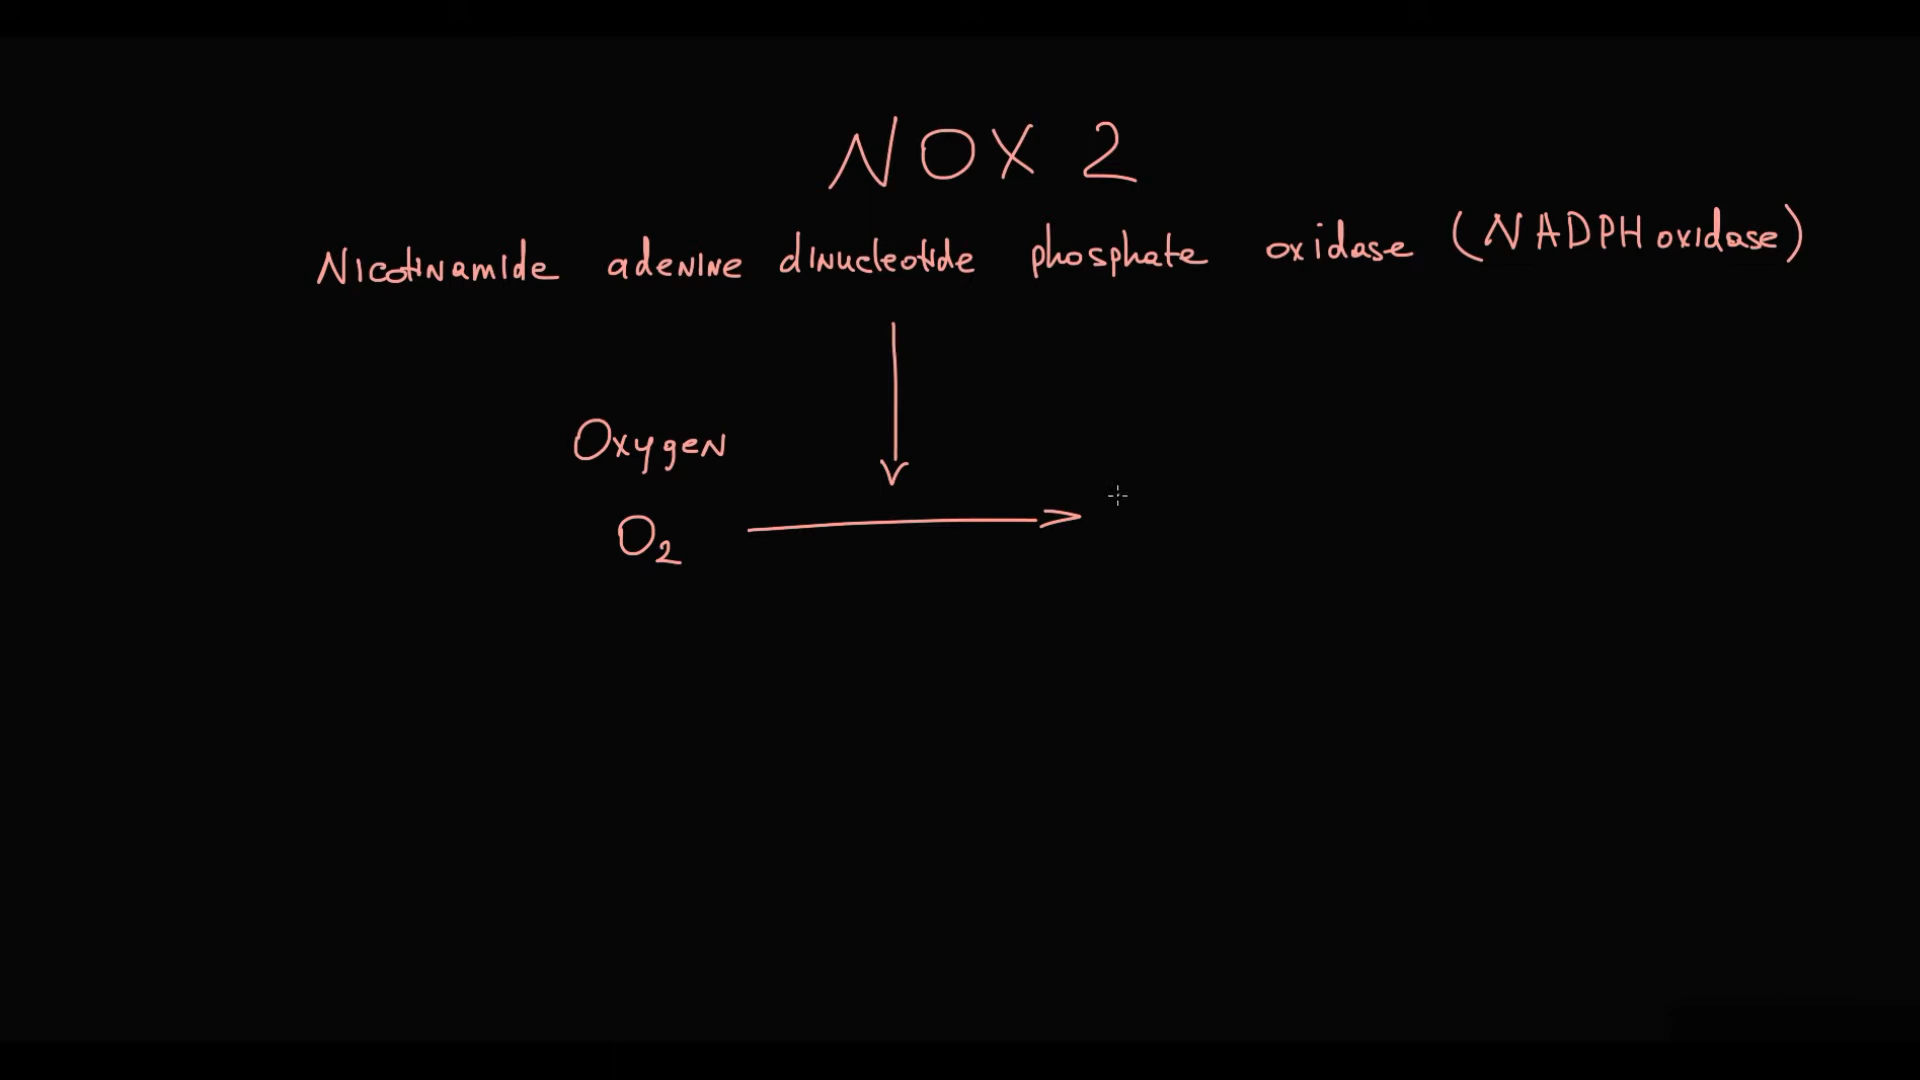 NOX 2
Nicotinamide adenine dinucleotide phosphate oxidase (NADPH oxidase)
Oxygen
O₂